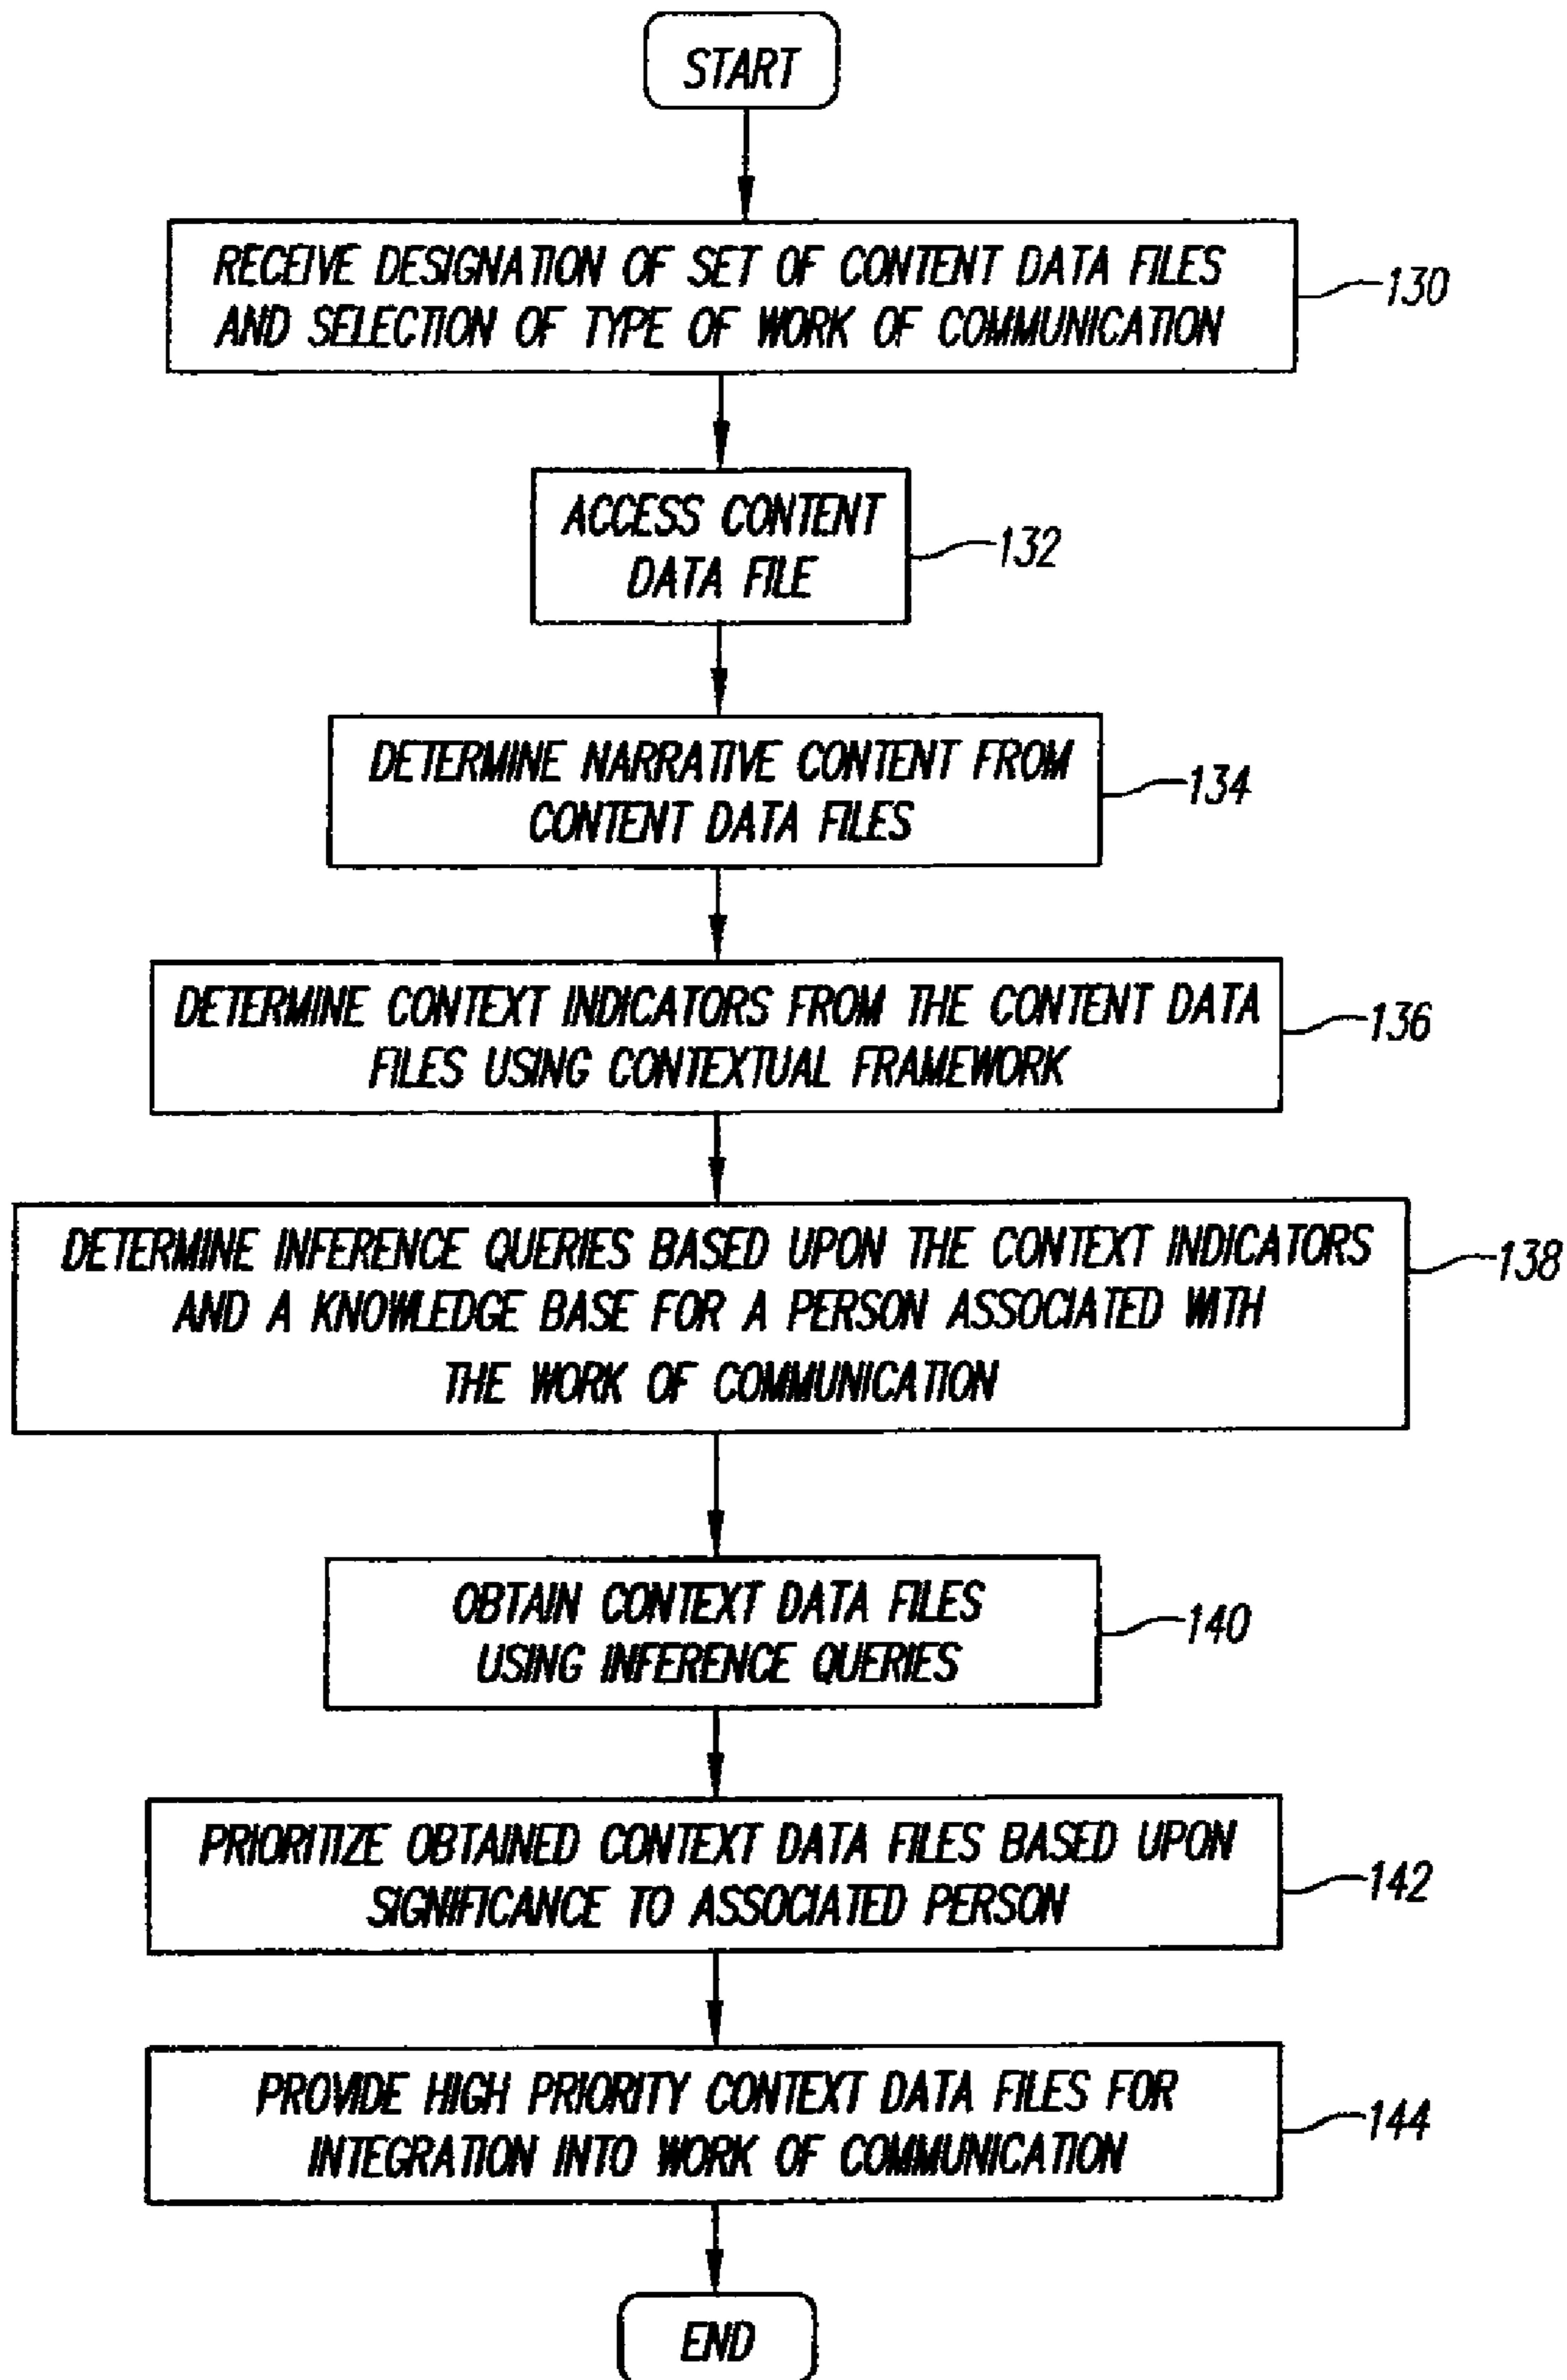 START
RECEIVE DESIGNATION OF SET OF CONTENT DATA FILES
AND SELECTION OF TYPE OF WORK OF COMMUNICATION
130
ACCESS CONTENT
DATA FILE
132
DETERMINE NARRATIVE CONTENT FROM
CONTENT DATA FILES
134
DETERMINE CONTEXT INDICATORS FROM THE CONTENT DATA
FILES USING CONTEXTUAL FRAMEWORK
136
DETERMINE INFERENCE QUERIES BASED UPON THE CONTEXT INDICATORS
AND A KNOWLEDGE BASE FOR A PERSON ASSOCIATED WITH
THE WORK OF COMMUNICATION
138
OBTAIN CONTEXT DATA FILES
USING INFERENCE QUERIES
140
PRIORITIZE OBTAINED CONTEXT DATA FILES BASED UPON
SIGNIFICANCE TO ASSOCIATED PERSON
142
PROVIDE HIGH PRIORITY CONTEXT DATA FILES FOR
INTEGRATION INTO WORK OF COMMUNICATION
144
END